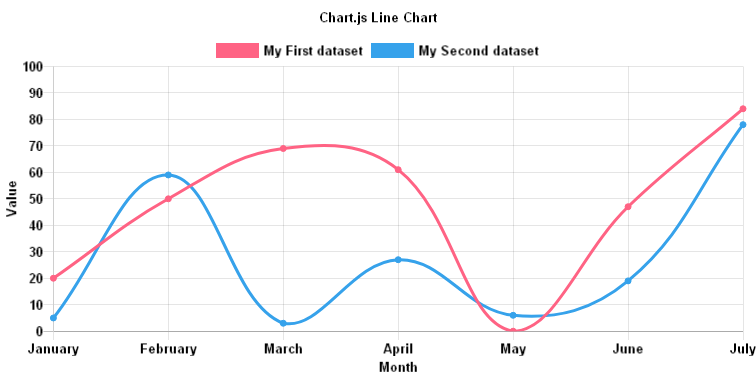 Chart.js Line Chart
My First dataset My Second dataset
100
90
80
70
60
50
40
30
20
10
0
Value
January February March April May June July
Month